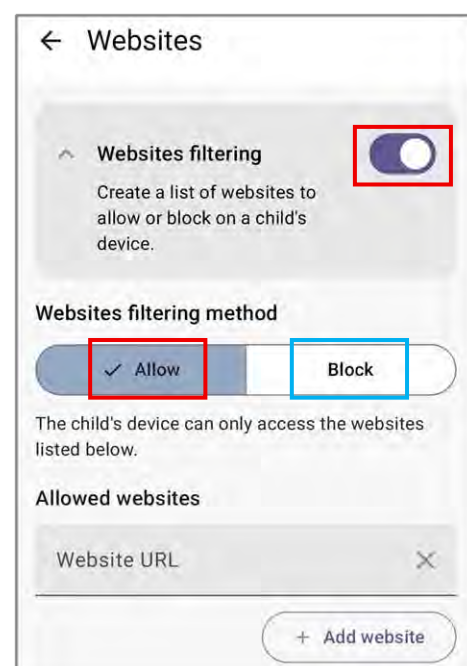 Websites
Websites filtering
Create a list of websites to
allow or block on a child's
device.
Websites filtering method
Allow
Block
The child's device can only access the websites
listed below.
Allowed websites
Website URL
+ Add website